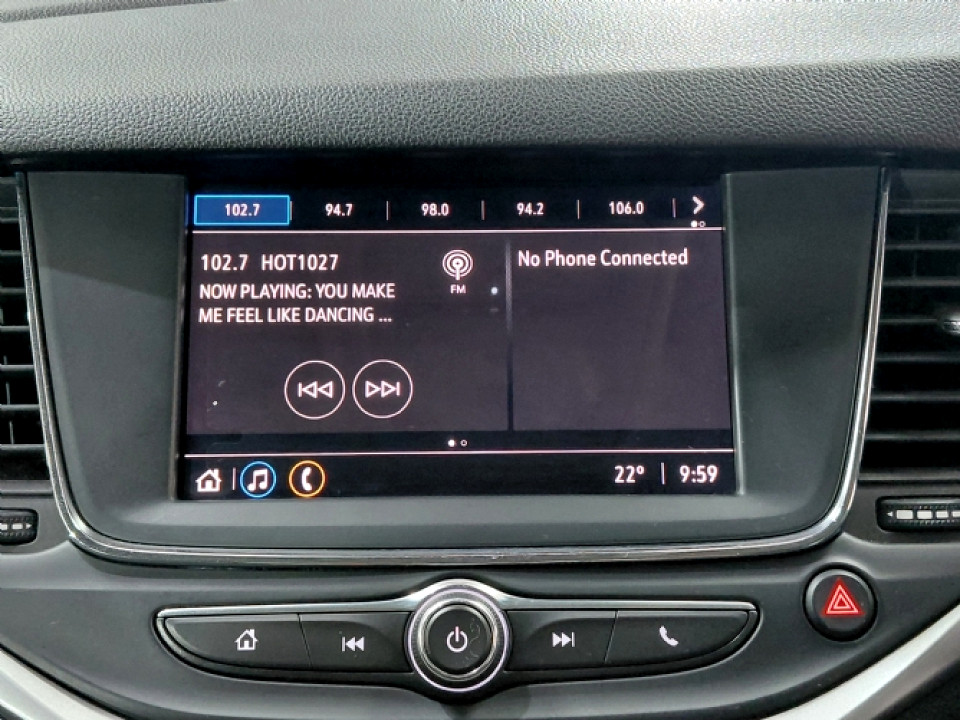 102.7 94.7 98.0 94.2 106.0
102.7 HOT1027
FM
NOW PLAYING: YOU MAKE
ME FEEL LIKE DANCING ...
No Phone Connected
22° 9:59